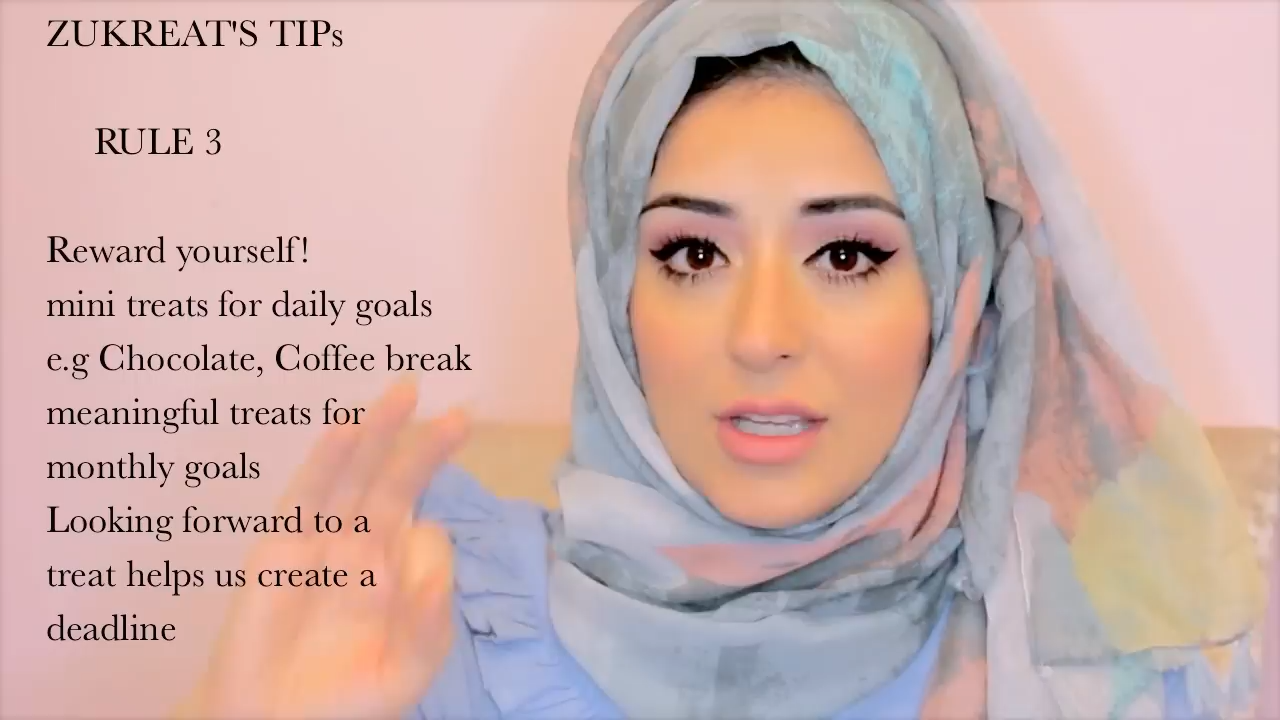 ZUKREAT'S TIPs
RULE 3
Reward yourself!
mini treats for daily goals
e.g Chocolate, Coffee break
meaningful treats for
monthly goals
Looking forward to a
treat helps us create a
deadline